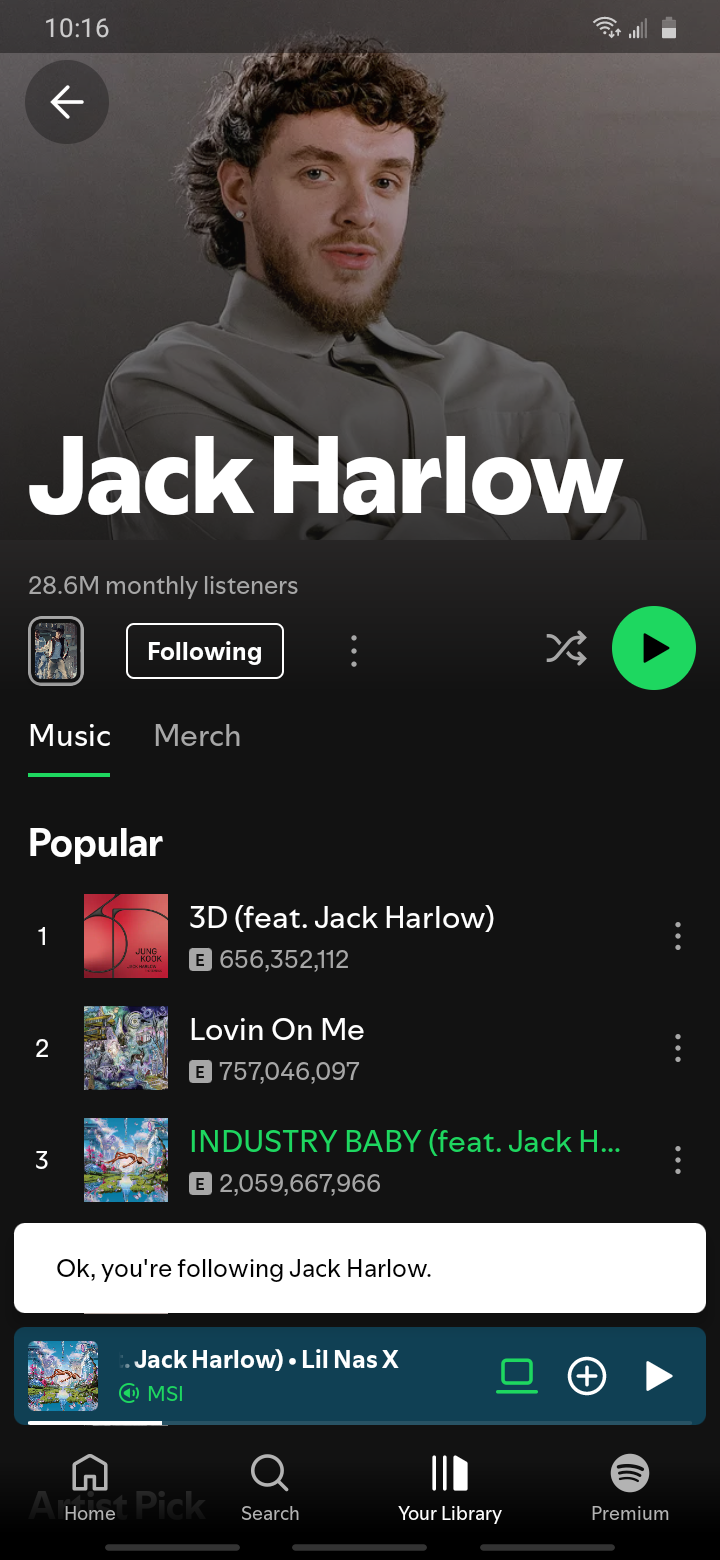 10:16
Jack Harlow
28.6M monthly listeners
Following
Music Merch
Popular
1
3D (feat. Jack Harlow)
E 656,352,112
JUNG
KOOK
2
Lovin On Me
E 757,046,097
3
INDUSTRY BABY (feat. Jack H...
E 2,059,667,966
Ok, you're following Jack Harlow.
. Jack Harlow) • Lil Nas X
MSI
Artist Pick
Home Search Your Library Premium